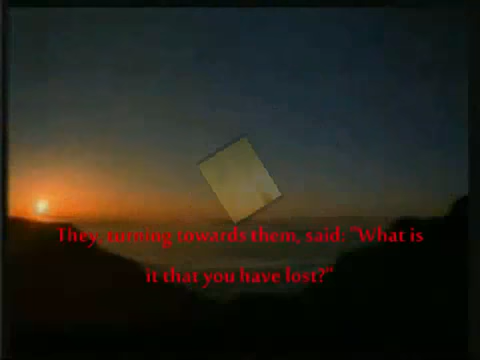 They, turning towards them, said: "What is
it that you have lost?"